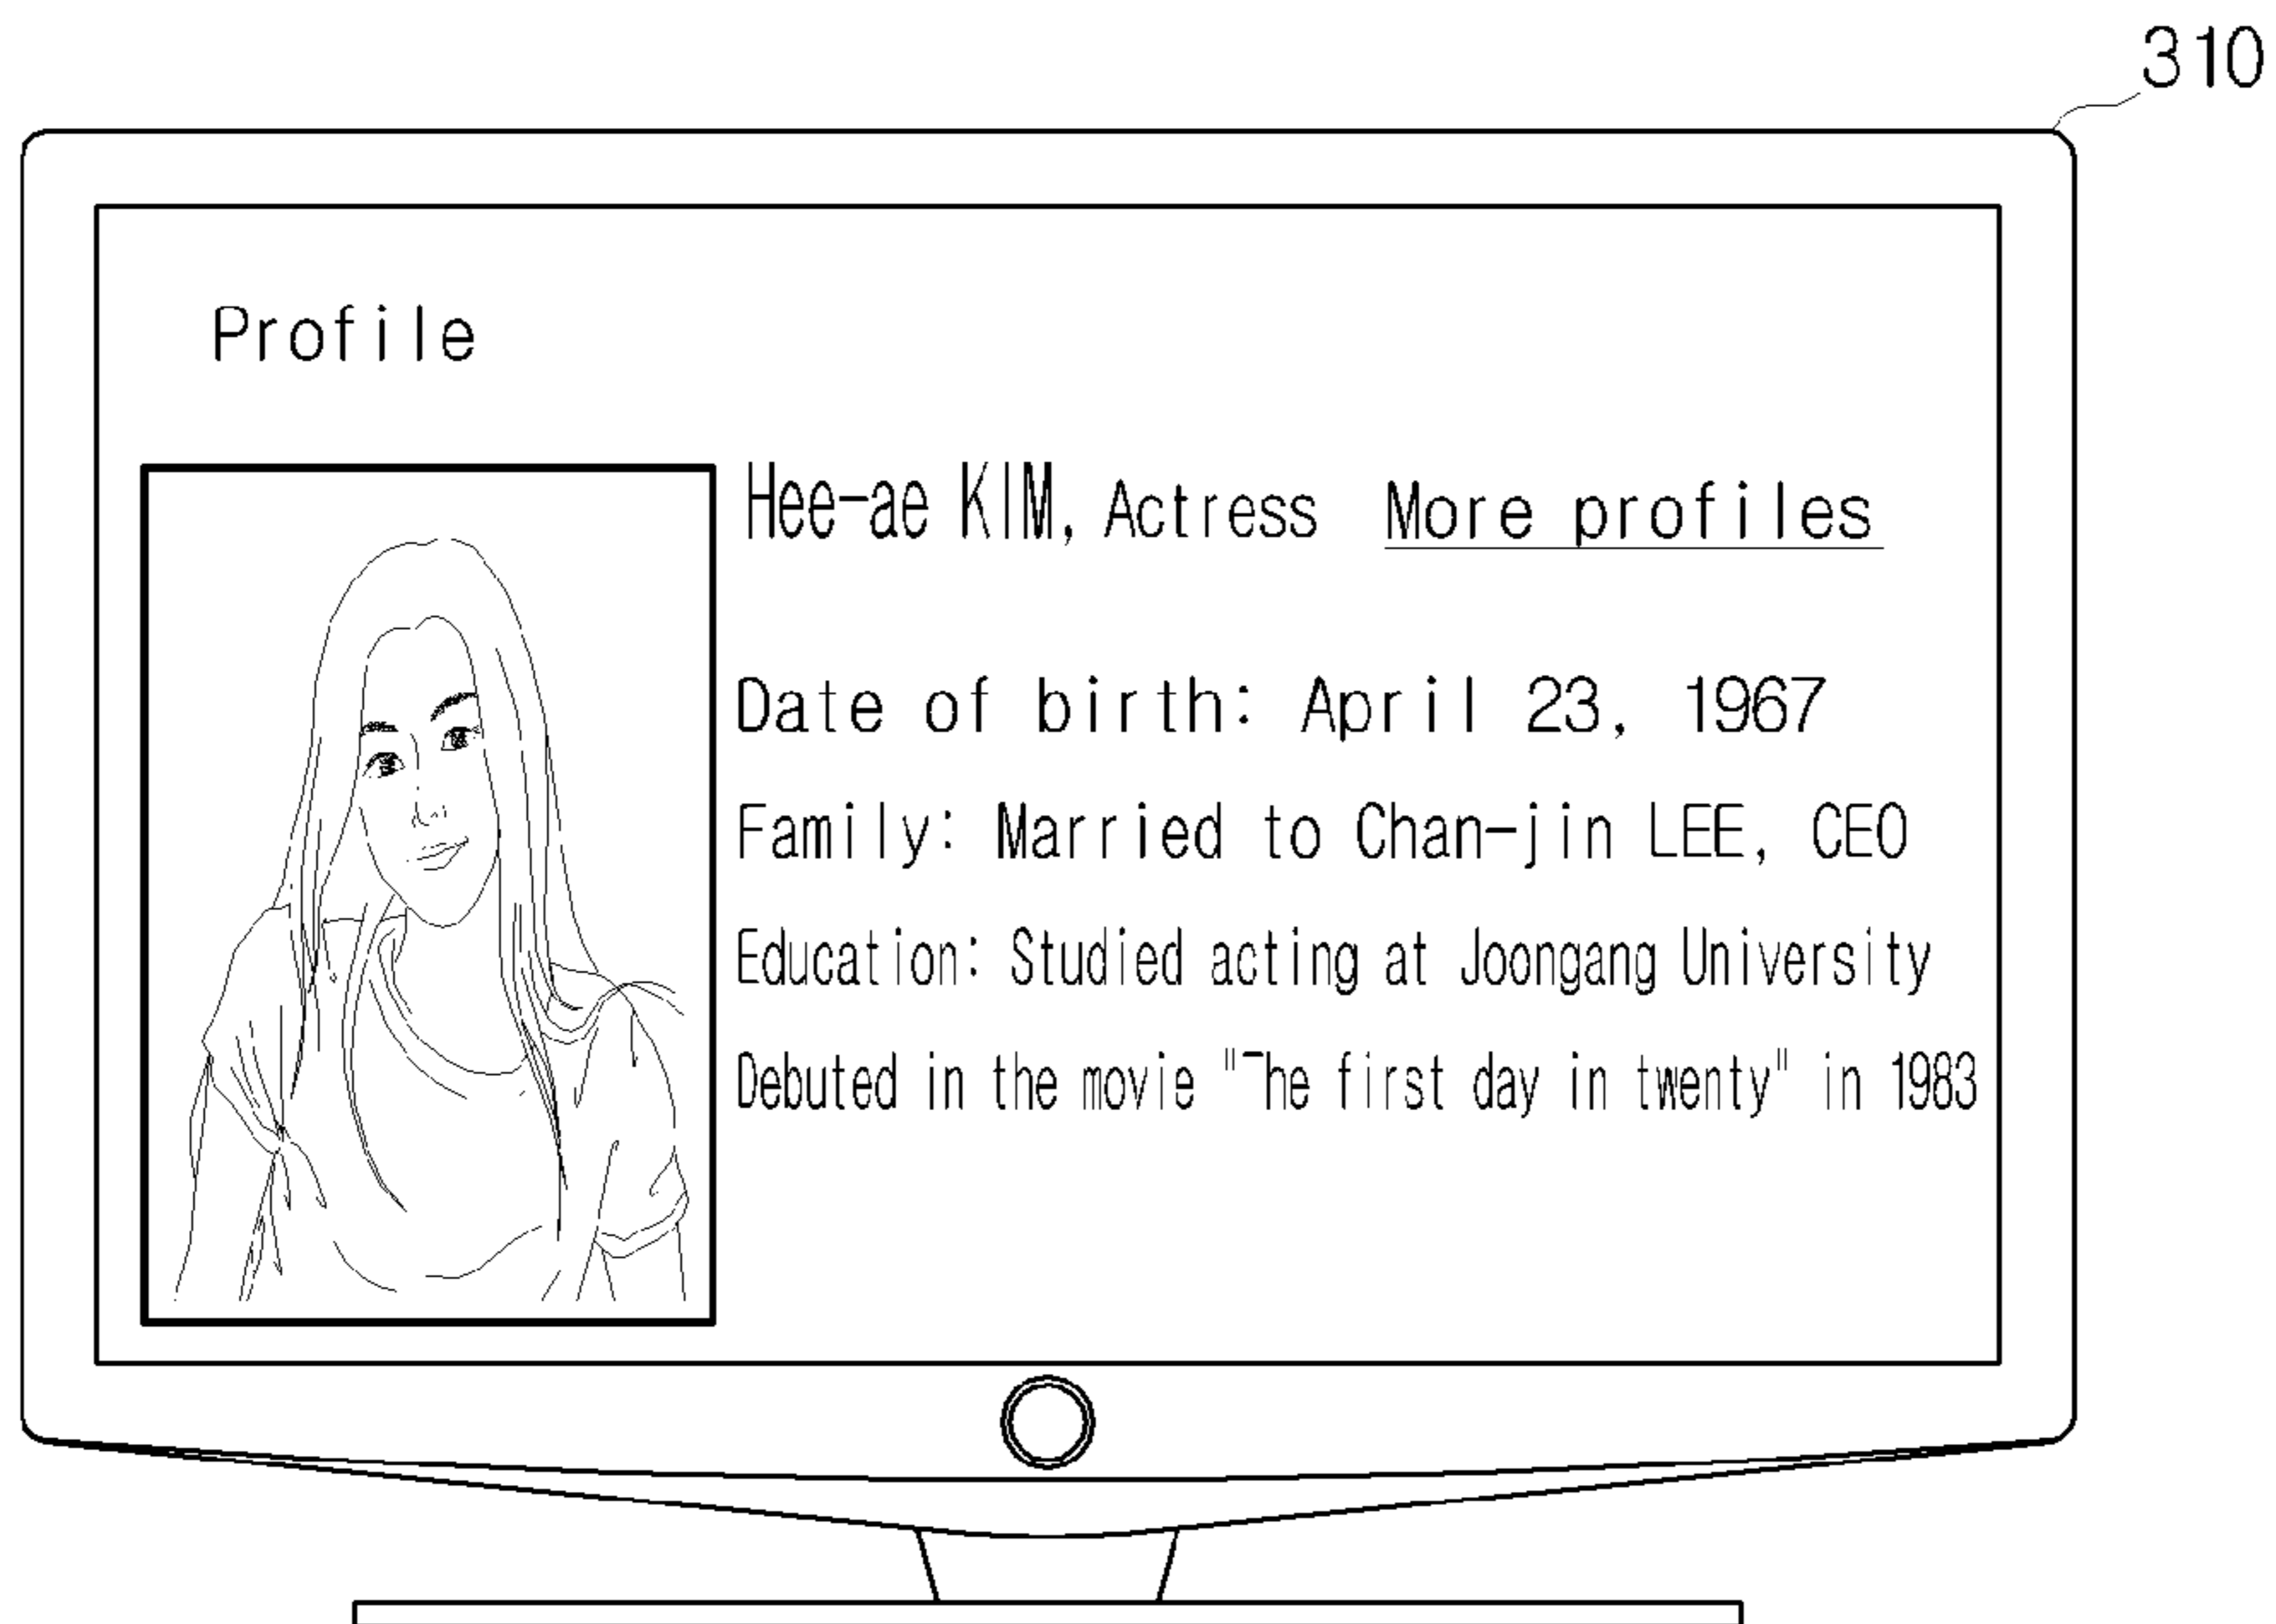 310
Profile
Hee-ae KIM, Actress More profiles
Date of birth: April 23, 1967
Family: Married to Chan-jin LEE, CEO
Education: Studied acting at Joongang University
Debuted in the movie "The first day in twenty" in 1983